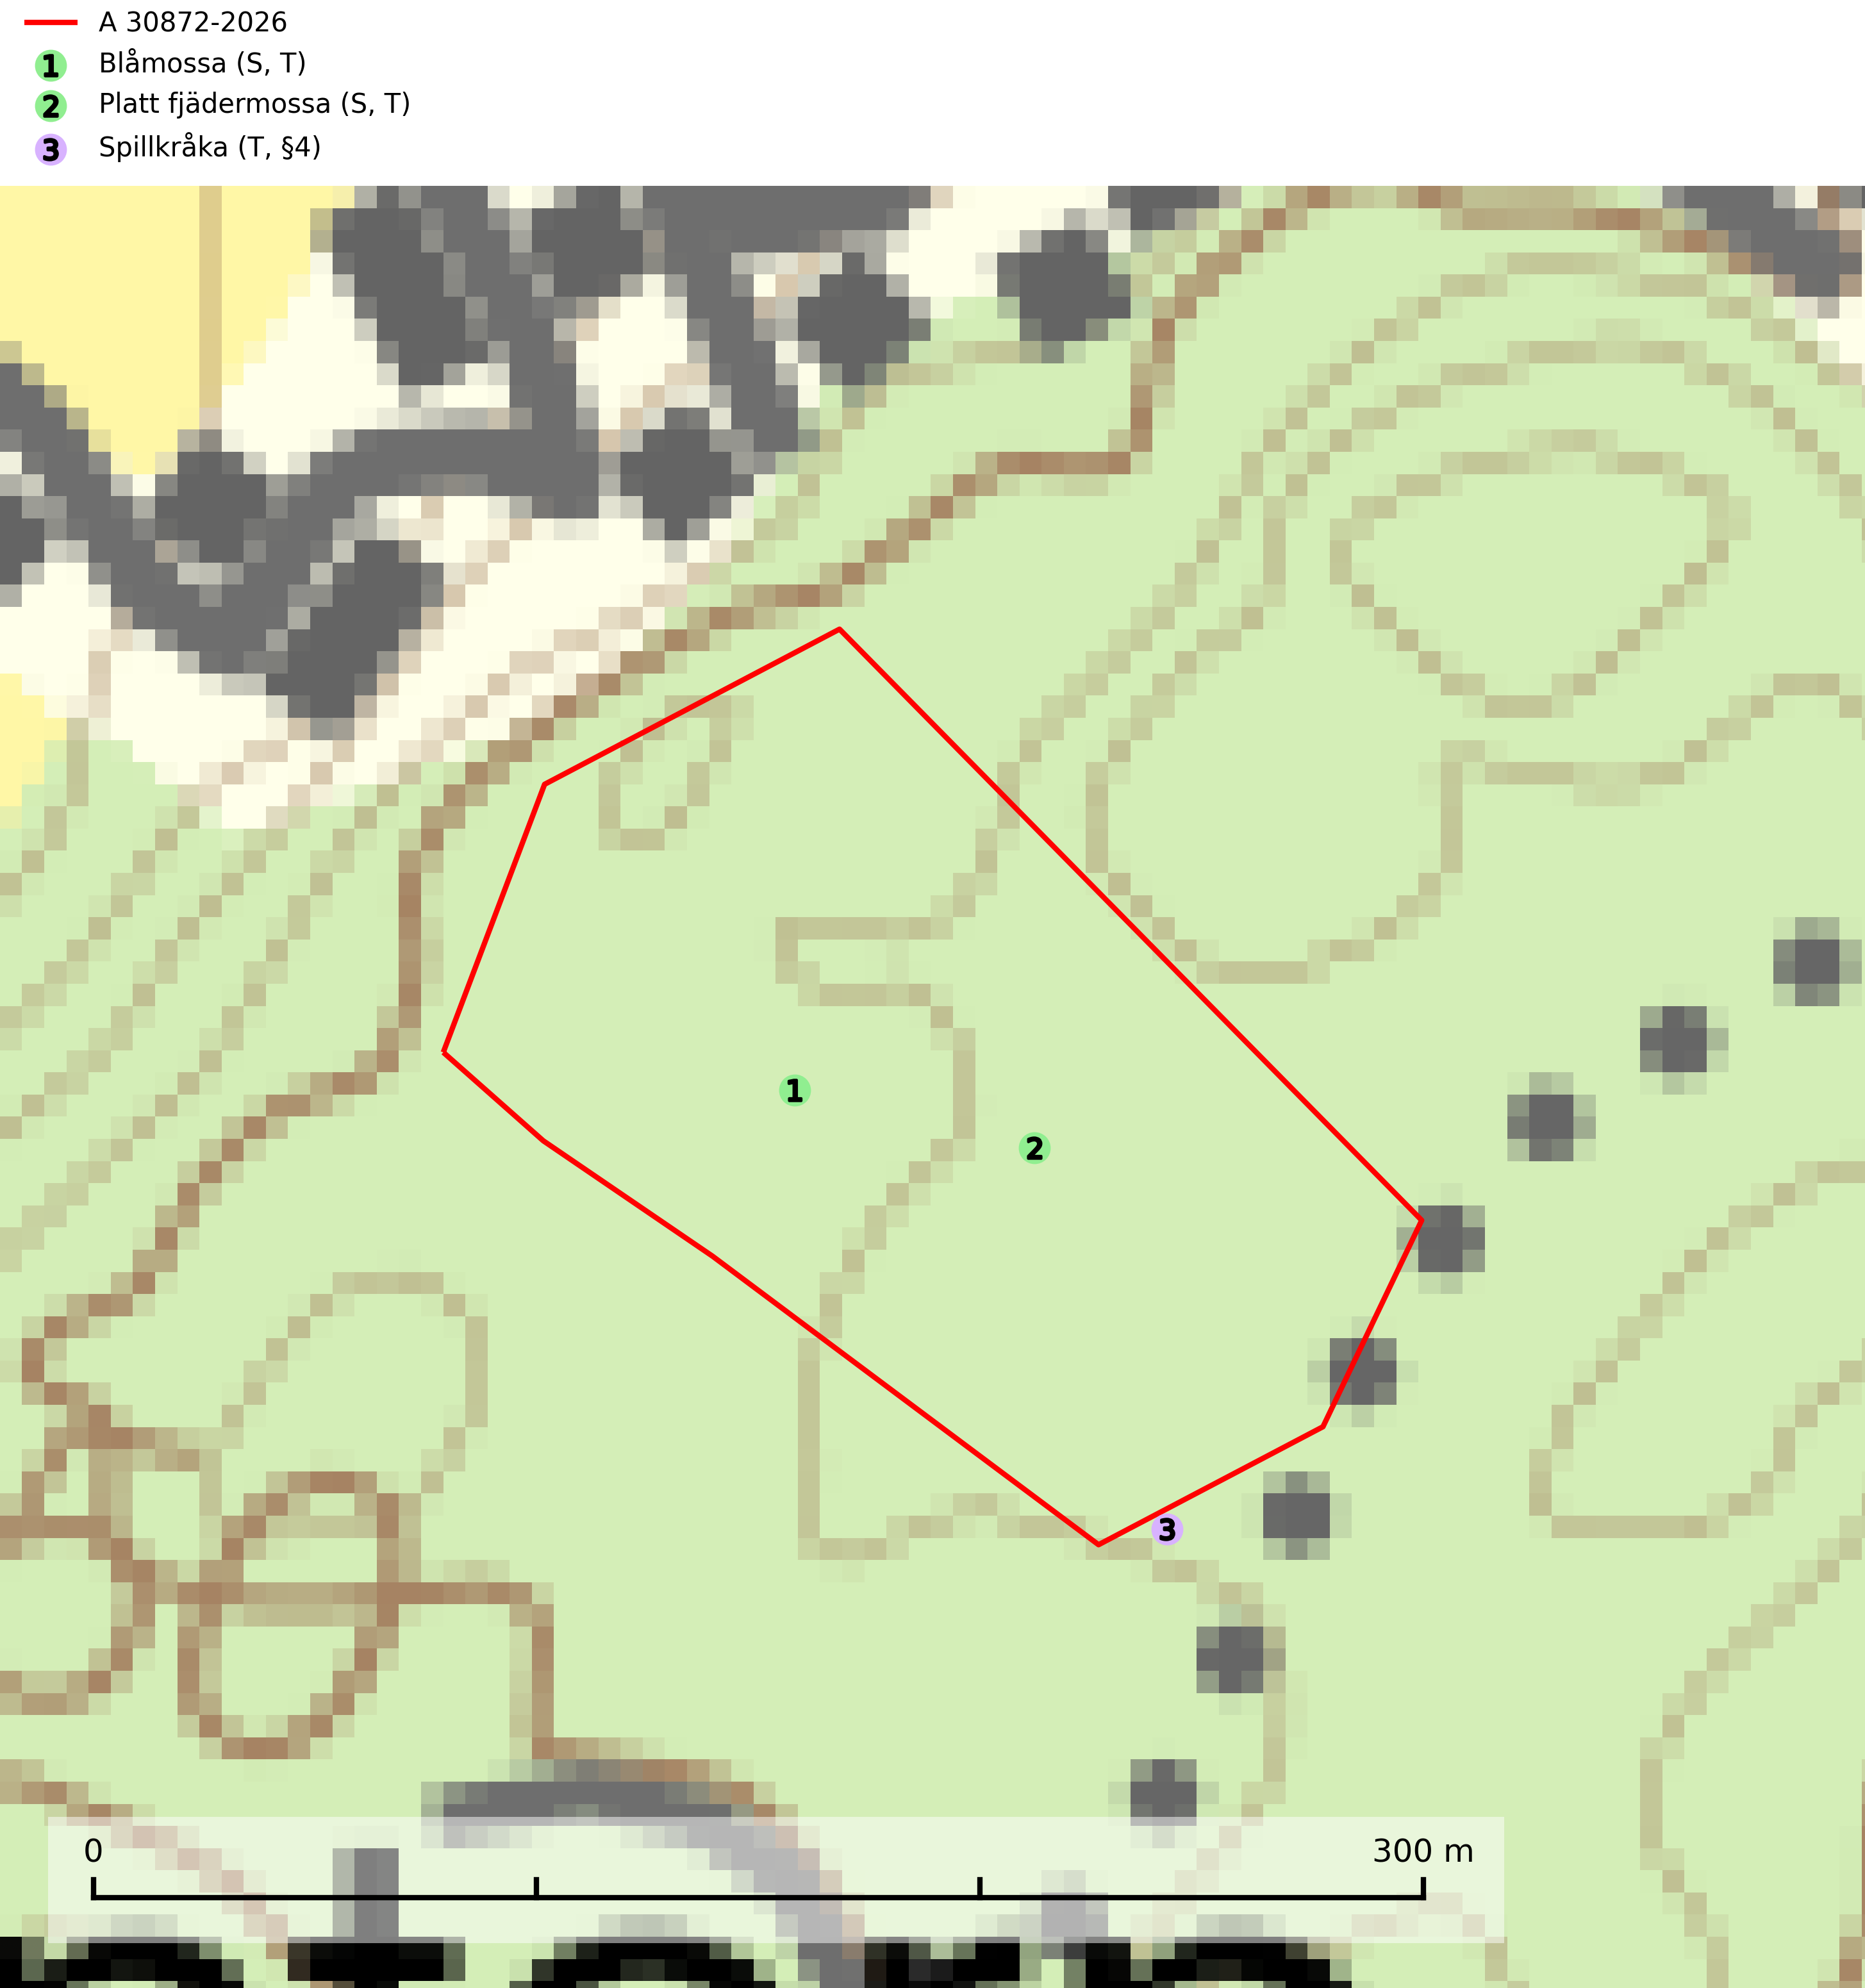 A 30872-2026
1 Blåmossa (S, T)
2 Platt fjädermossa (S, T)
3 Spillkråka (T, §4)
1
2
3
0 300 m